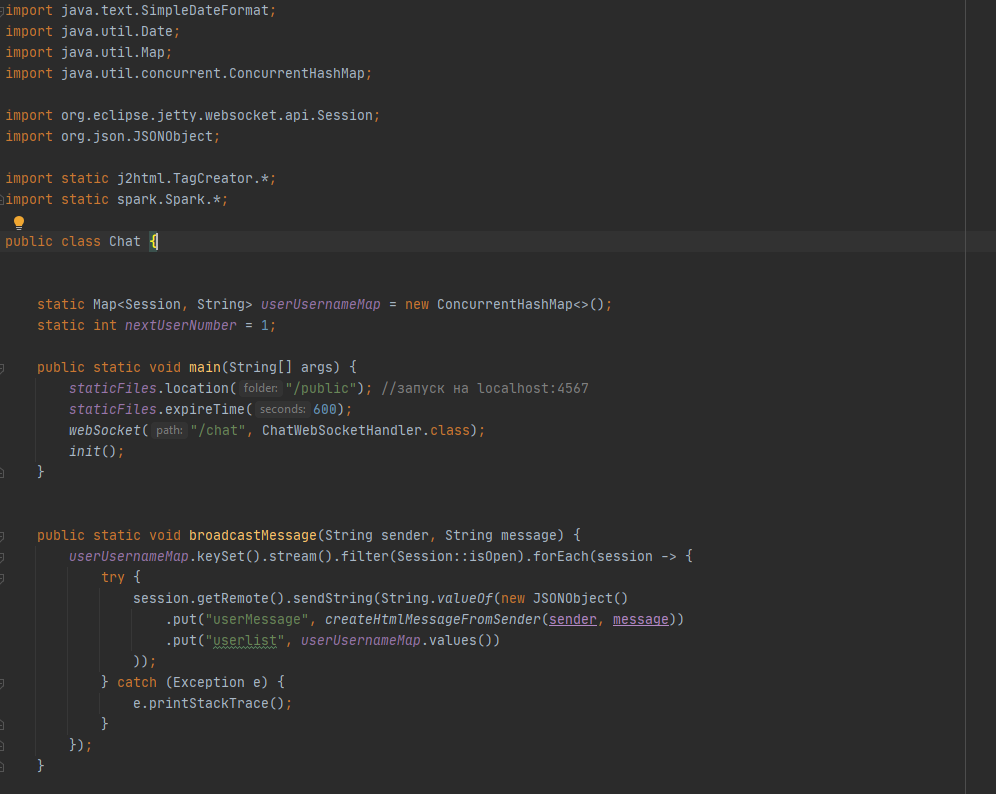 import java.text.SimpleDateFormat;
import java.util.Date;
import java.util.Map;
import java.util.concurrent.ConcurrentHashMap;
import org.eclipse.jetty.websocket.api.Session;
import org.json.JSONObject;
import static j2html.TagCreator.*;
import static spark.Spark.*;
public class Chat {
static Map<Session, String> userUsernameMap = new ConcurrentHashMap<>();
static int nextUserNumber = 1;
public static void main(String[] args) {
staticFiles.location( folder: "/public"); //запуск на localhost:4567
staticFiles.expireTime( seconds: 600);
webSocket( path: "/chat", ChatWebSocketHandler.class);
init();
}
public static void broadcastMessage(String sender, String message) {
userUsernameMap.keySet().stream().filter(Session::isOpen).forEach(session -> {
try {
session.getRemote().sendString(String.valueOf(new JSONObject()
.put("userMessage", createHtmlMessageFromSender(sender, message))
.put("userlist", userUsernameMap.values())
));
} catch (Exception e) {
e.printStackTrace();
}
});
}